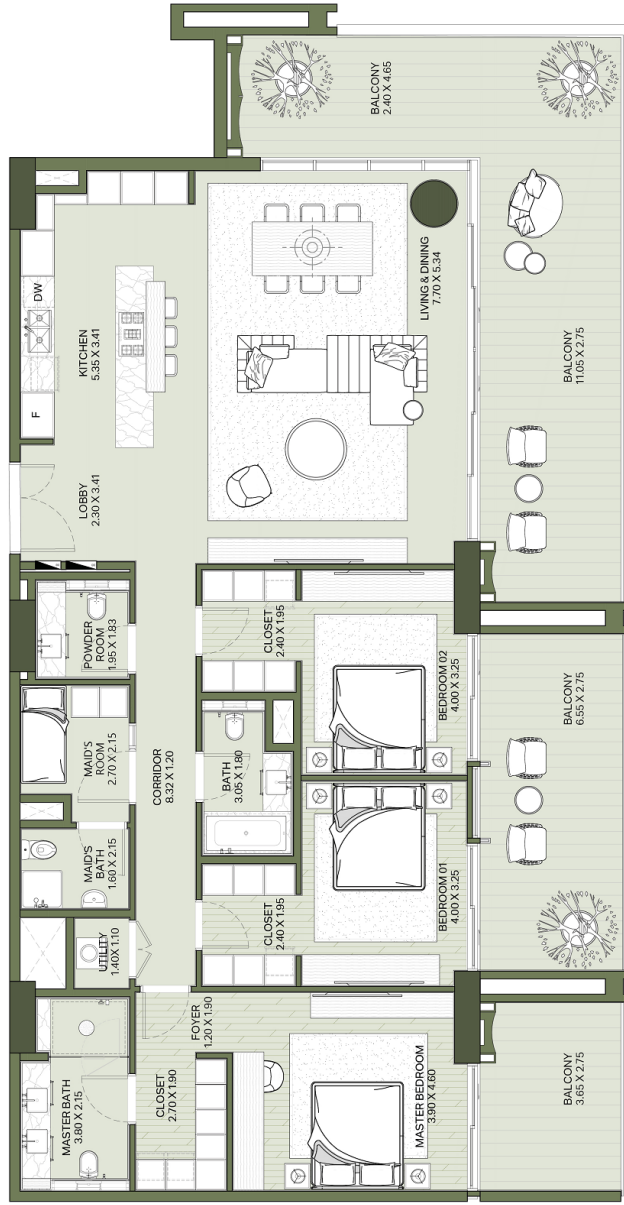 BALCONY
2.40 X 4.65
LIVING & DINING
7.70 X 5.34
DW
KITCHEN
5.35 X 3.41
F
BALCONY
11.05 X 2.75
LOBBY
2.30 X 3.41
POWDER
ROOM
1.95 X 1.83
CLOSET
2.40 X 1.95
BEDROOM 02
4.00 X 3.25
BALCONY
6.55 X 2.75
MAID'S
ROOM
2.70 X 2.15
CORRIDOR
8.32 X 1.20
BATH
3.05 X 1.80
MAID'S
BATH
1.60 X 2.15
BEDROOM 01
4.00 X 3.25
CLOSET
2.40 X 1.95
UTILITY
1.40X 1.10
FOYER
1.20 X 1.90
MASTER BATH
3.80 X 2.15
CLOSET
2.70 X 1.90
MASTER BEDROOM
3.90 X 4.60
BALCONY
3.65 X 2.75